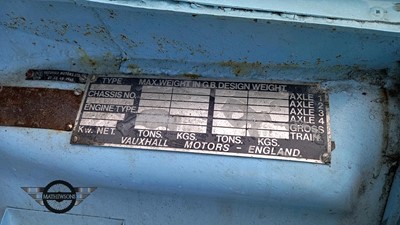 TYPE MAX. WEIGHT IN G.B. DESIGN WEIGHT
CHASSIS NO. AXLE 1
AXLE 2
ENGINE TYPE AXLE 3
AXLE 4
GROSS
Kw. NET. TONS. KGS. TONS. KGS. TRAIN
VAUXHALL MOTORS - ENGLAND.
MATHEWSONS